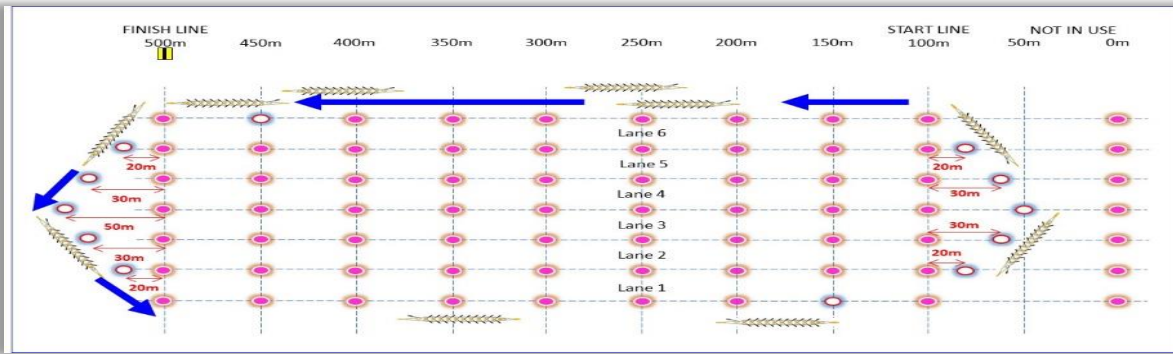 FINISH LINE START LINE NOT IN USE
500m 450m 400m 350m 300m 250m 200m 150m 100m 50m 0m
Lane 6
20m 20m
Lane 5
30m 30m
Lane 4
50m
Lane 3 30m
30m 20m
Lane 2
20m
Lane 1